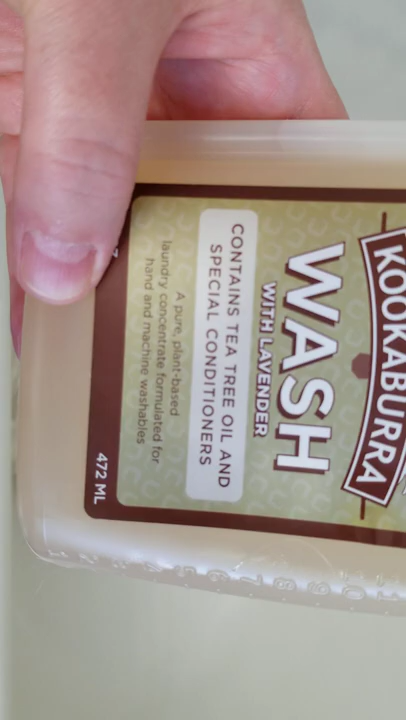 KOOKABURRA
WASH
WITH LAVENDER
CONTAINS TEA TREE OIL AND
SPECIAL CONDITIONERS
A pure, plant-based
laundry concentrate formulated for
hand and machine washables
472 ML